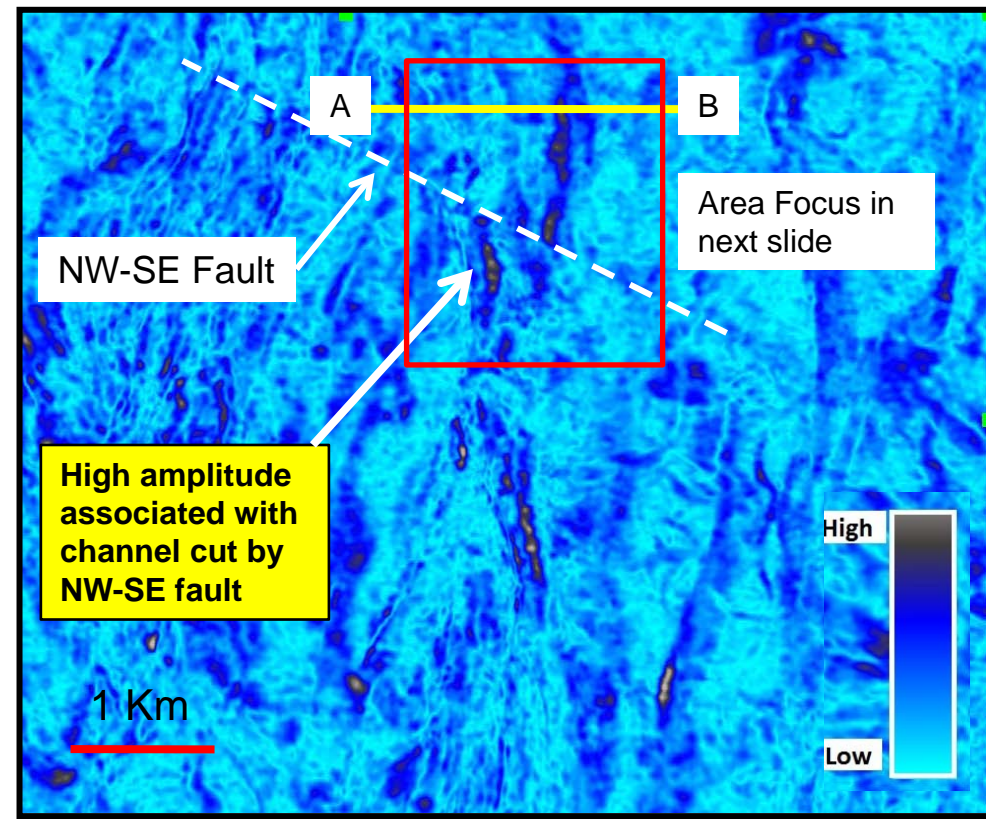 A
B
Area Focus in
next slide
NW-SE Fault
High amplitude
associated with
channel cut by
NW-SE fault
High
Low
1 Km